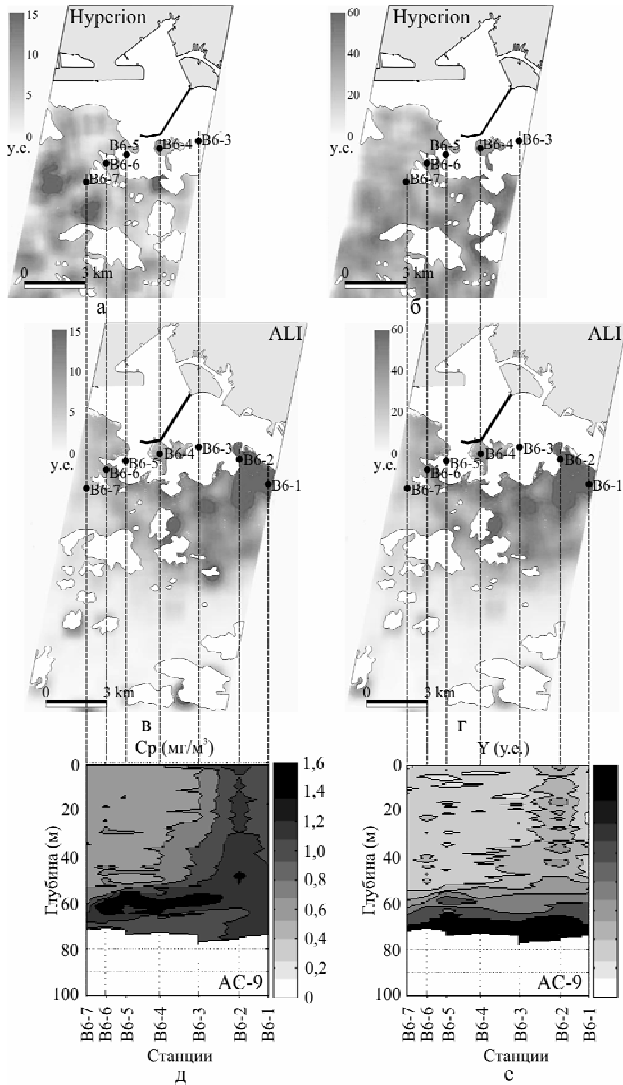 15
Hyperion
10
5
0
у.е.
B6-5
B6-4
B6-3
B6-6
B6-7
0 3 km
а
60
Hyperion
40
20
0
у.е.
B6-5
B6-4
B6-3
B6-6
B6-7
0 3 km
б
15
ALI
10
5
0
у.е.
B6-3
B6-4
B6-2
B6-5
B6-6
B6-7
B6-1
0 3 km
в
60
ALI
40
20
0
у.е.
B6-3
B6-4
B6-2
B6-5
B6-6
B6-7
B6-1
0 3 km
г
Cp (мг/м³)
0
20
40
60
80
100
Глубина (м)
1,6
1,4
1,2
1,0
0,8
0,6
0,4
0,2
0
АС-9
B6-7
B6-6
B6-5
B6-4
B6-3
B6-2
B6-1
Станции
д
Y (у.е.)
0
20
40
60
80
100
Глубина (м)
АС-9
B6-7
B6-6
B6-5
B6-4
B6-3
B6-2
B6-1
Станции
е